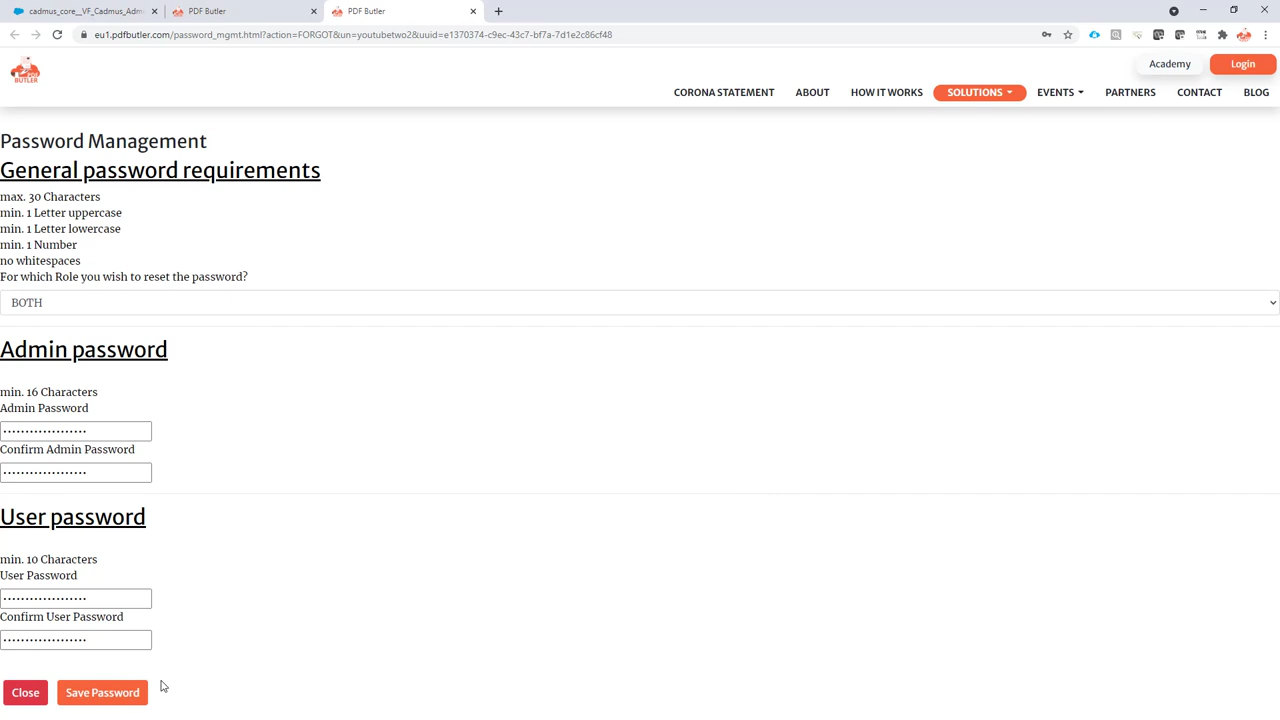 cadmus_core__VF_Cadmus_Adm
PDF Butler
PDF Butler
eu1.pdfbutler.com/password_mgmt.html?action=FORGOT&un=youtubetwo2&uuid=e1370374-c9ec-43c7-bf7a-7d1e2c86cf48
PDF
BUTLER
Academy
Login
CORONA STATEMENT
ABOUT
HOW IT WORKS
SOLUTIONS
EVENTS
PARTNERS
CONTACT
BLOG
Password Management
General password requirements
max. 30 Characters
min. 1 Letter uppercase
min. 1 Letter lowercase
min. 1 Number
no whitespaces
For which Role you wish to reset the password?
BOTH
Admin password
min. 16 Characters
Admin Password
Confirm Admin Password
User password
min. 10 Characters
User Password
Confirm User Password
Close
Save Password